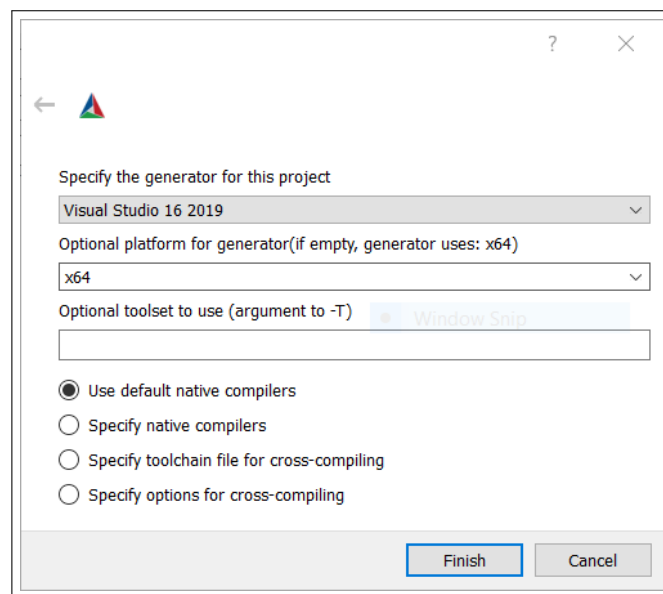 Specify the generator for this project
Visual Studio 16 2019
Optional platform for generator(if empty, generator uses: x64)
x64
Optional toolset to use (argument to -T)
Window Snip
Use default native compilers
Specify native compilers
Specify toolchain file for cross-compiling
Specify options for cross-compiling
Finish Cancel